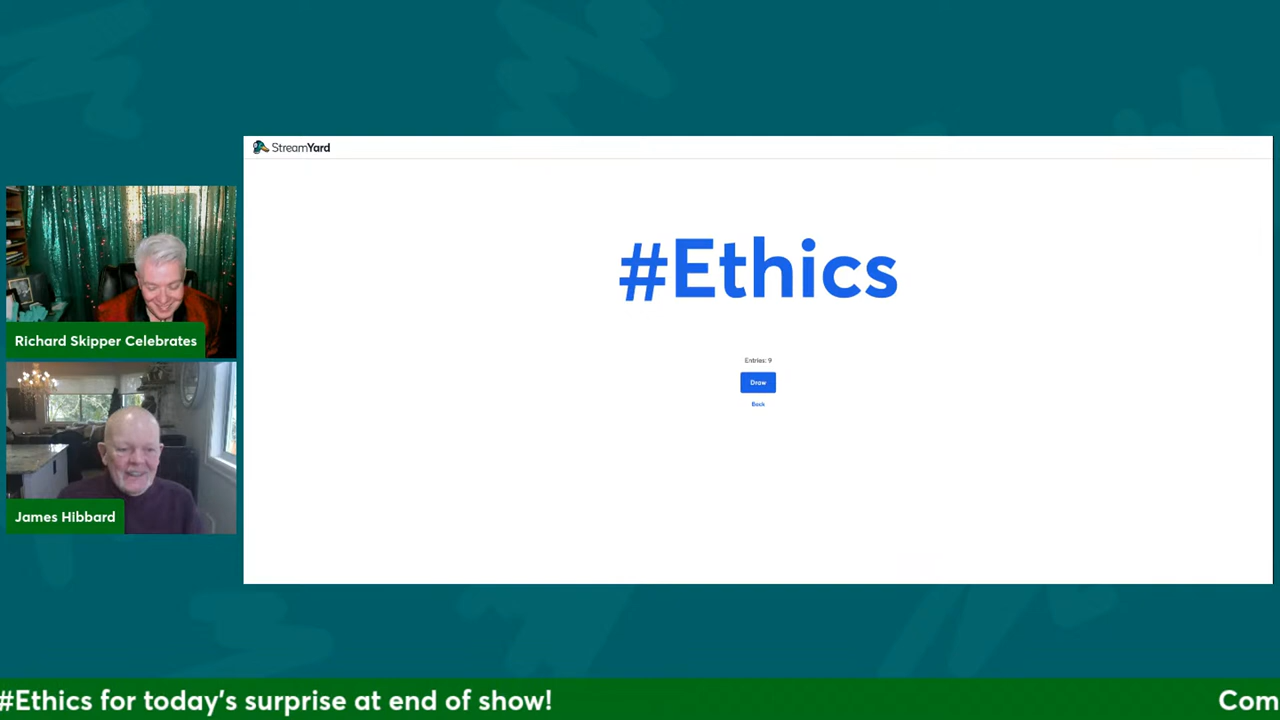 StreamYard
#Ethics
Entries: 9
Draw
Back
Richard Skipper Celebrates
James Hibbard
#Ethics for today's surprise at end of show!
Com